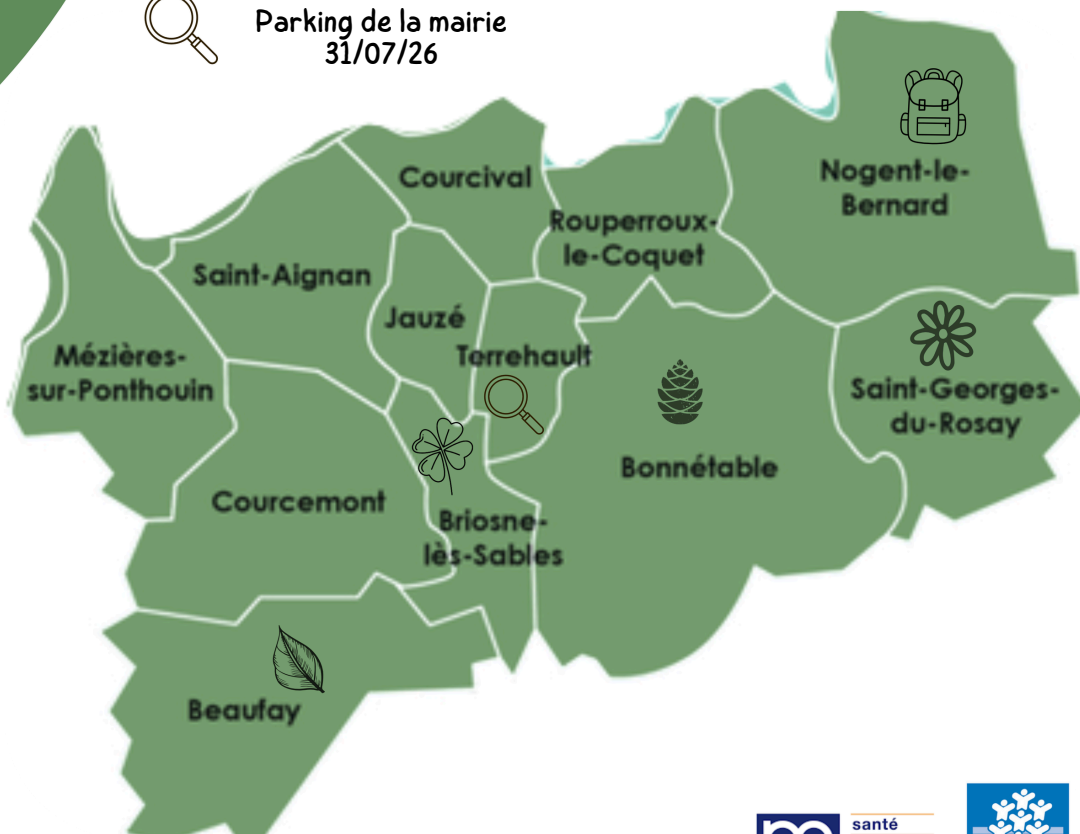 Parking de la mairie
31/07/26
Courcival
Nogent-le-
Bernard
Rouperroux-
le-Coquet
Saint-Aignan
Jauzé
Torrehault
Mézières-
sur-Ponthouin
Saint-Georges-
du-Rosay
Bonnétable
Courcemont
Briosne-
lès-Sables
Beaufay
santé